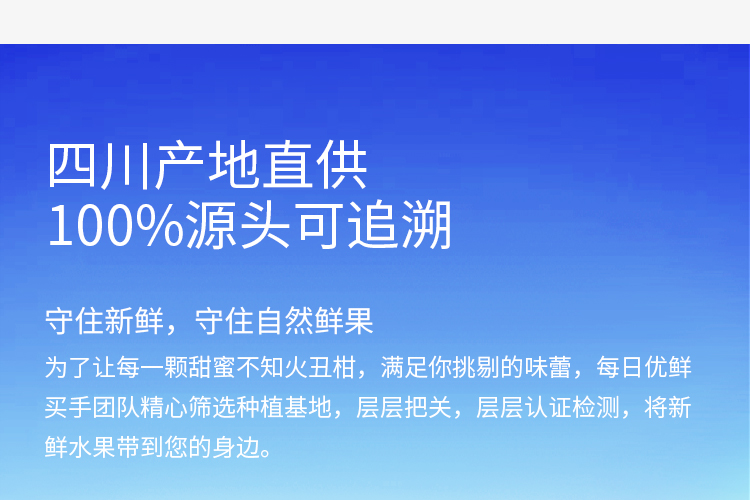 四川产地直供
100%源头可追溯
守住新鲜，守住自然鲜果
为了让每一颗甜蜜不知火丑柑，满足你挑剔的味蕾，每日优鲜
买手团队精心筛选种植基地，层层把关，层层认证检测，将新
鲜水果带到您的身边。